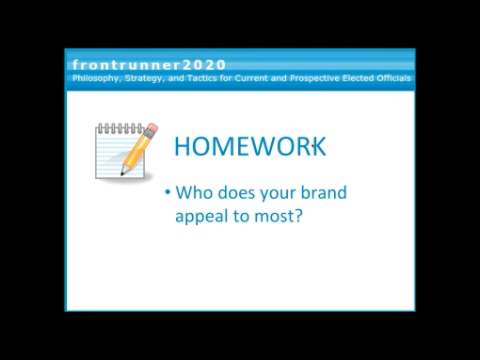 frontrunner2020
Philosophy, Strategy, and Tactics for Current and Prospective Elected Officials
HOMEWORK
• Who does your brand
appeal to most?